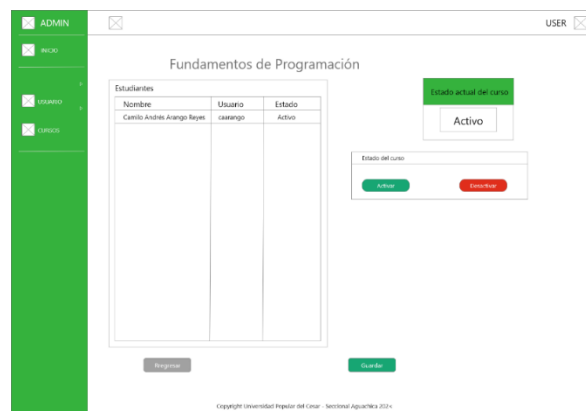 ADMIN
USER
INICIO
USUARIO
CURSOS
Fundamentos de Programación
Estudiantes
Nombre Usuario Estado
Camilo Andrés Arango Reyes caarango Activo
Estado actual del curso
Activo
Estado del curso
Activar Desactivar
Regresar Guardar
Copyright Universidad Popular del Cesar - Seccional Aguachica 2024